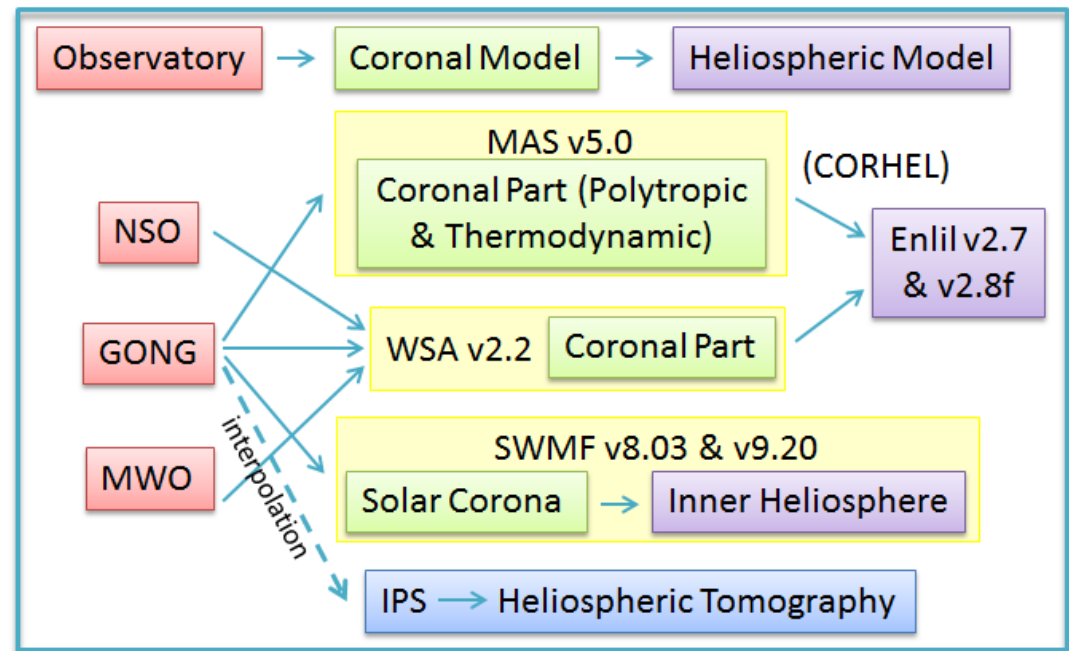 Observatory
Coronal Model
Heliospheric Model
MAS v5.0
Coronal Part (Polytropic
& Thermodynamic)
(CORHEL)
NSO
Enlil v2.7
& v2.8f
GONG
WSA v2.2
Coronal Part
MWO
interpolation
SWMF v8.03 & v9.20
Solar Corona
Inner Heliosphere
IPS
Heliospheric Tomography